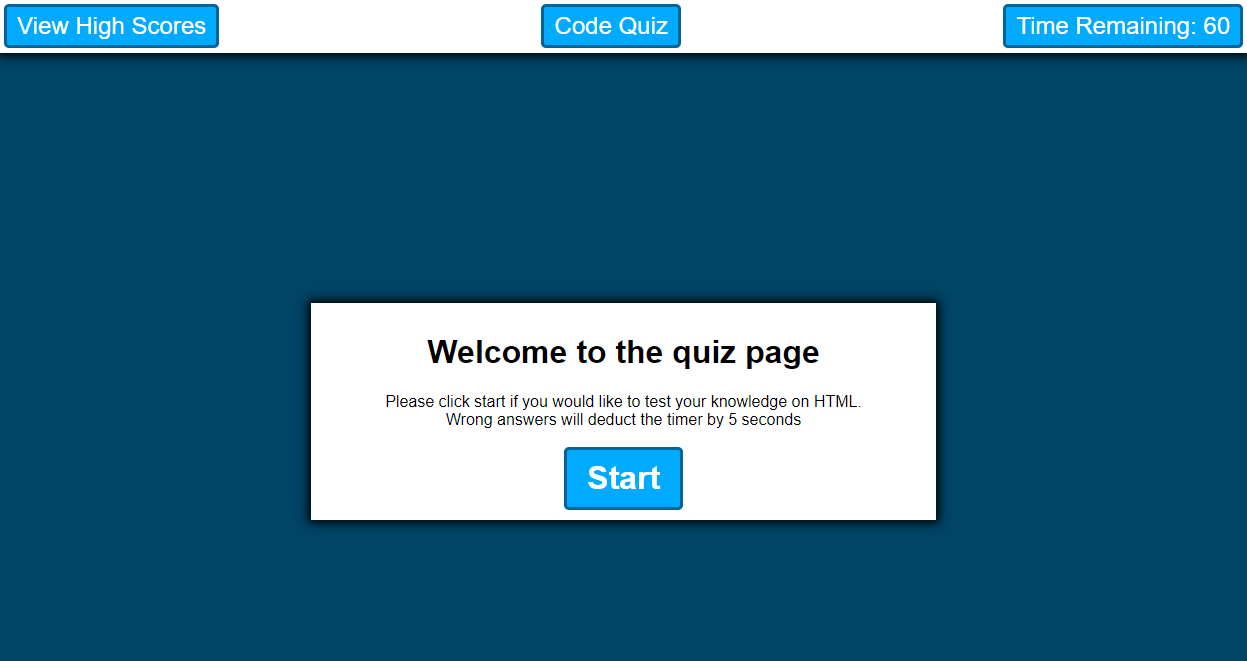 View High Scores
Code Quiz
Time Remaining: 60
Welcome to the quiz page
Please click start if you would like to test your knowledge on HTML.
Wrong answers will deduct the timer by 5 seconds
Start